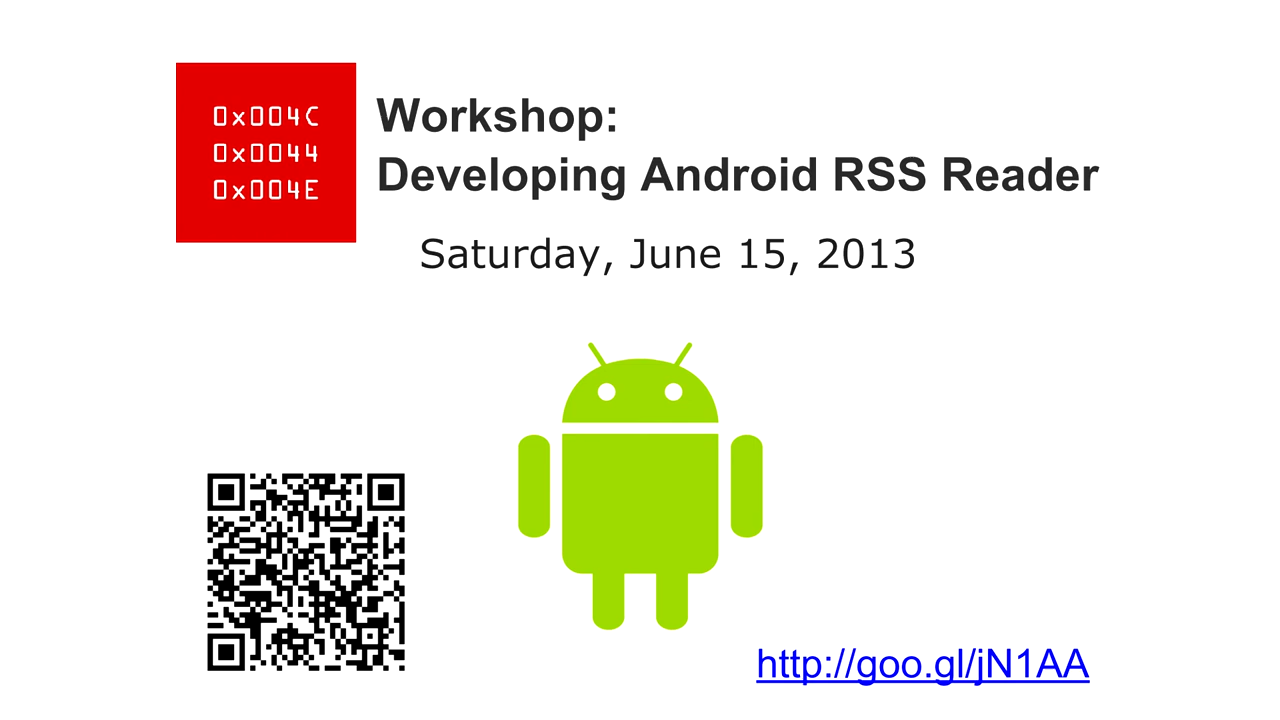 0x004C
0x0044
0x004E
Workshop:
Developing Android RSS Reader
Saturday, June 15, 2013
http://goo.gl/jN1AA